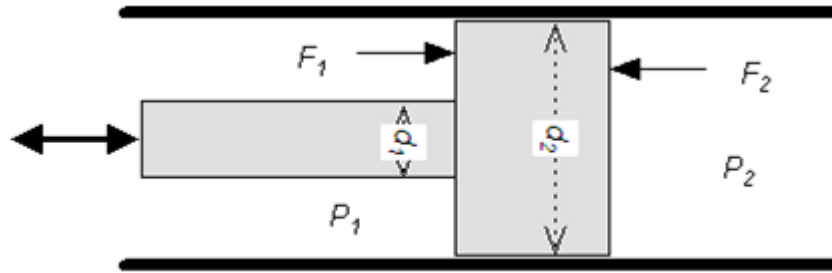 F₁
F₂
d₁
d₂
P₂
P₁